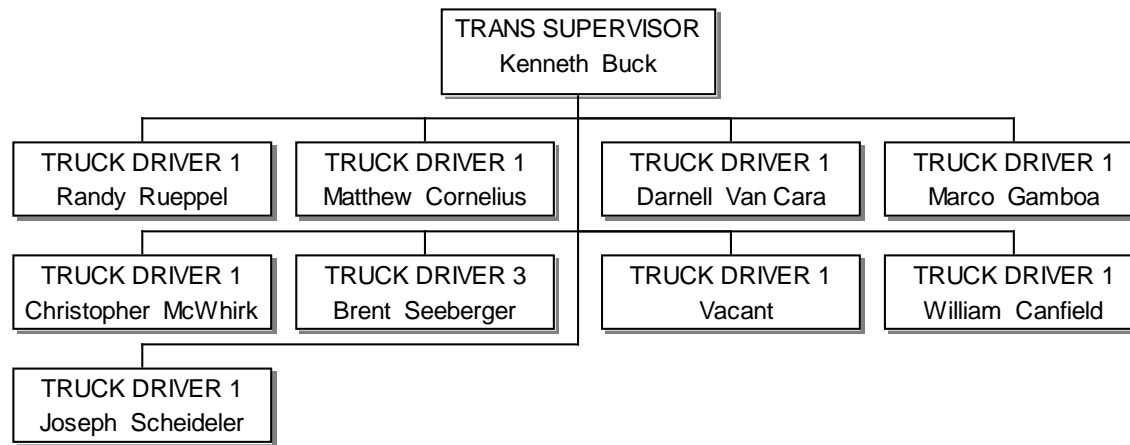 TRANS SUPERVISOR
Kenneth Buck
TRUCK DRIVER 1
Randy Rueppel
TRUCK DRIVER 1
Matthew Cornelius
TRUCK DRIVER 1
Darnell Van Cara
TRUCK DRIVER 1
Marco Gamboa
TRUCK DRIVER 1
Christopher McWhirk
TRUCK DRIVER 3
Brent Seeberger
TRUCK DRIVER 1
Vacant
TRUCK DRIVER 1
William Canfield
TRUCK DRIVER 1
Joseph Scheideler